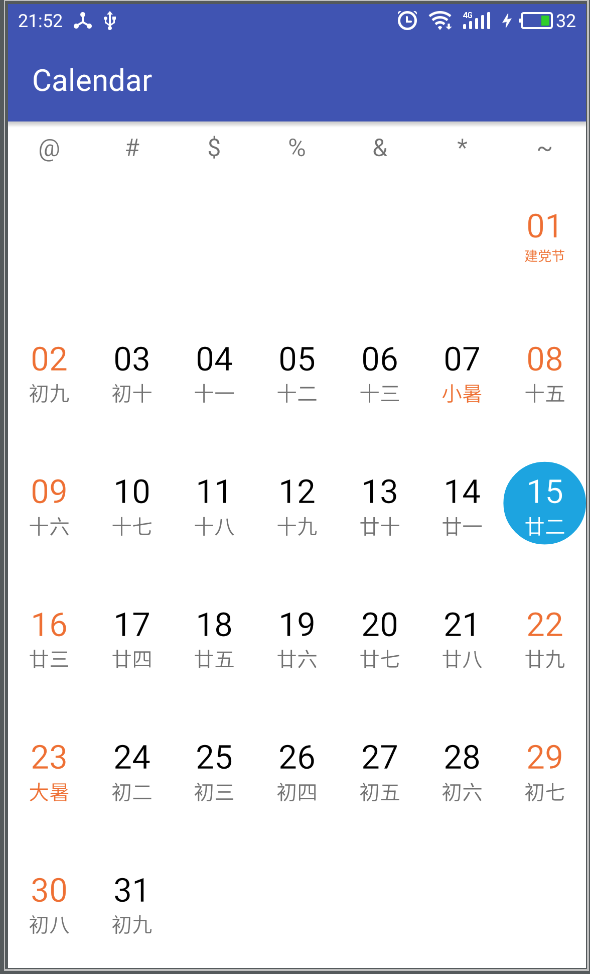 21:52 4G 32
Calendar
@ # $ % & * ~
01
建党节
02 03 04 05 06 07 08
初九 初十 十一 十二 十三 小暑 十五
09 10 11 12 13 14 15
十六 十七 十八 十九 廿十 廿一 廿二
16 17 18 19 20 21 22
廿三 廿四 廿五 廿六 廿七 廿八 廿九
23 24 25 26 27 28 29
大暑 初二 初三 初四 初五 初六 初七
30 31
初八 初九